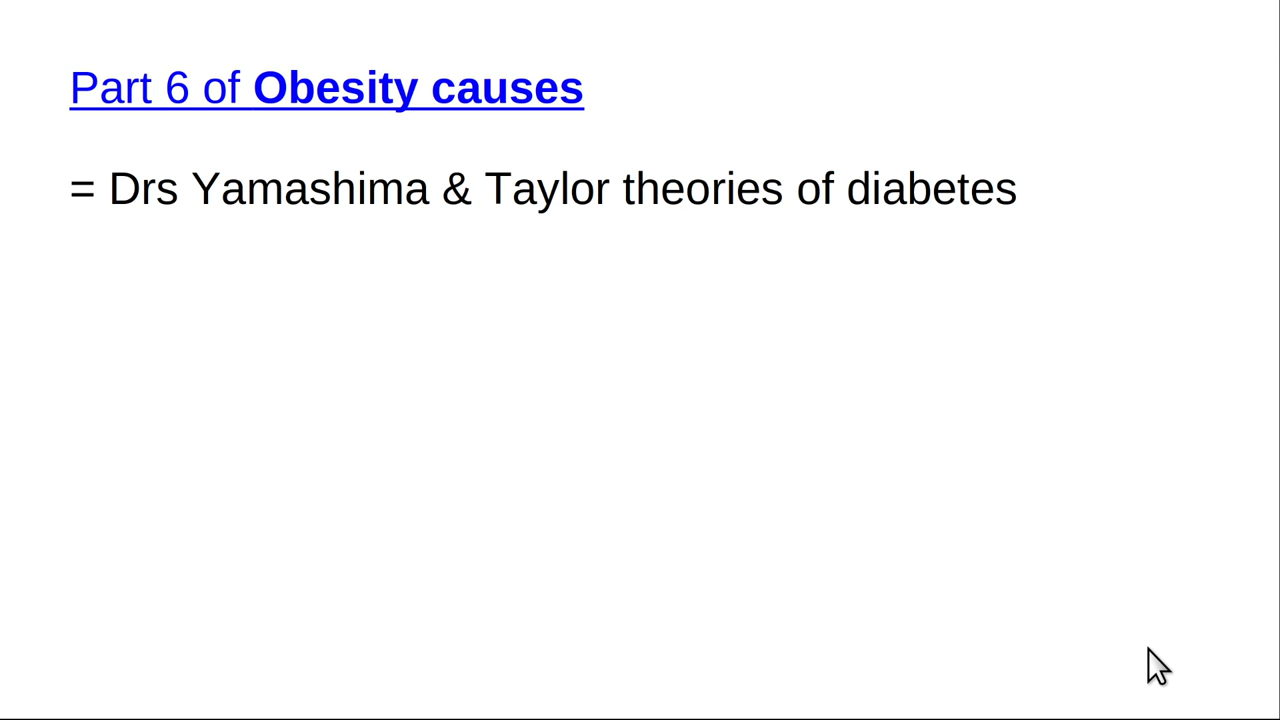 Part 6 of Obesity causes
= Drs Yamashima & Taylor theories of diabetes